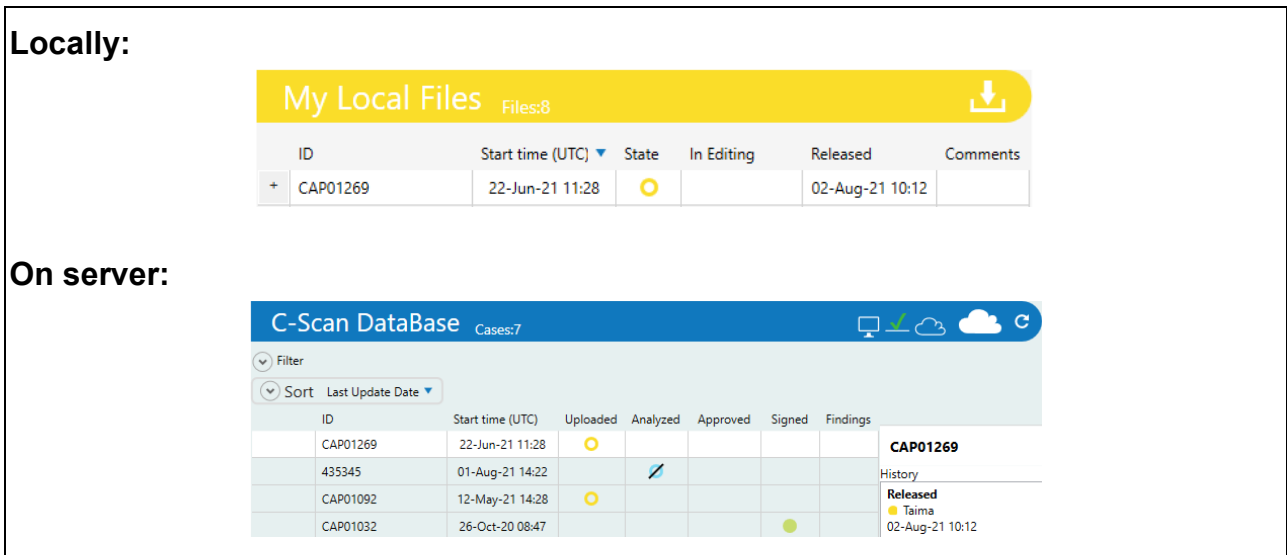 Locally:
My Local Files Files:8
ID Start time (UTC) State In Editing Released Comments
+ CAP01269 22-Jun-21 11:28 02-Aug-21 10:12
On server:
C-Scan DataBase Cases:7
Filter
Sort Last Update Date
ID Start time (UTC) Uploaded Analyzed Approved Signed Findings
CAP01269 22-Jun-21 11:28
435345 01-Aug-21 14:22
CAP01092 12-May-21 14:28
CAP01032 26-Oct-20 08:47
CAP01269
History
Released
Taima
02-Aug-21 10:12